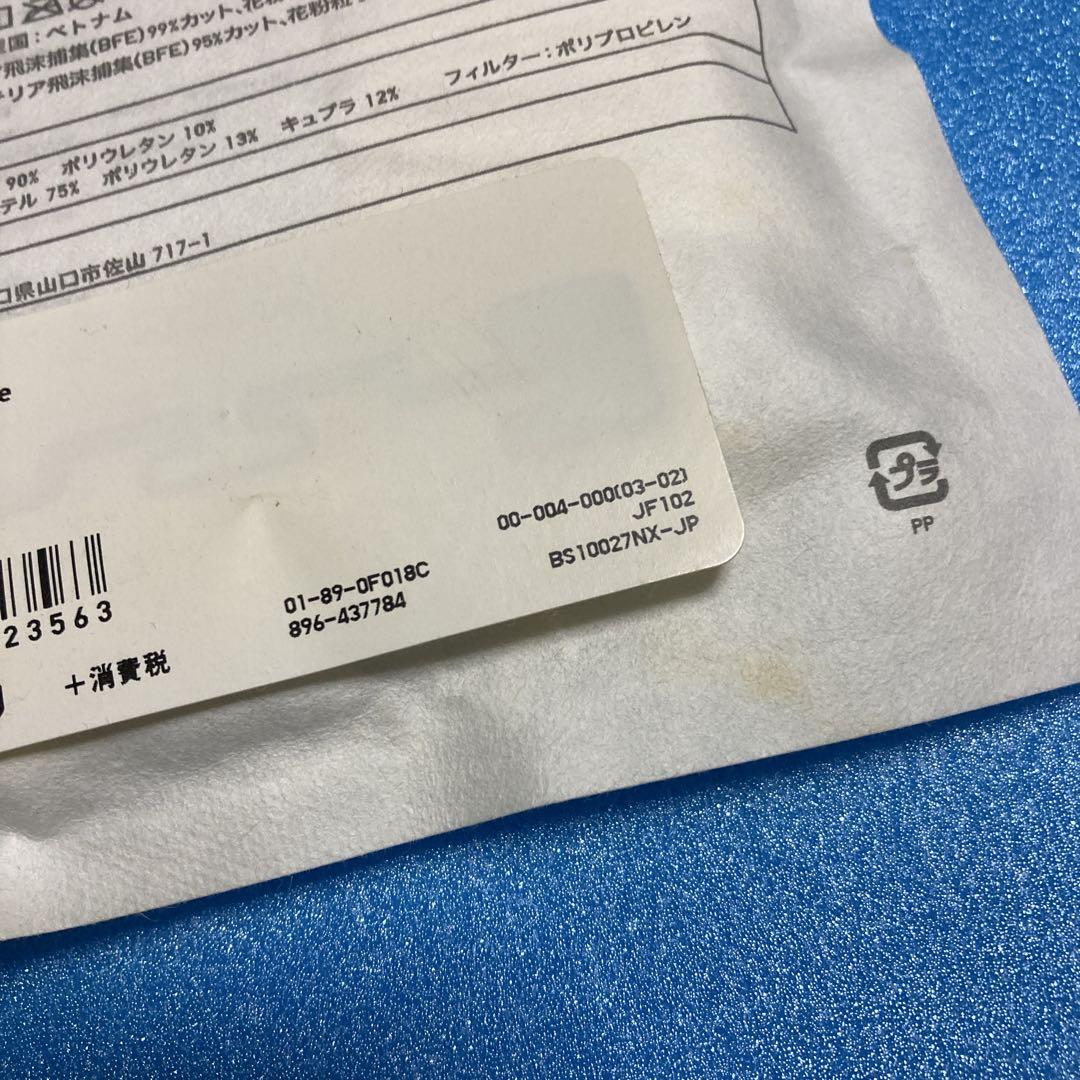 国：ベトナム
飛沫捕集(BFE)99%カット、花粉
テリア飛沫捕集(BFE)95%カット、花粉粒
90% ポリウレタン 10%
テル 75% ポリウレタン 13% キュプラ 12% フィルター：ポリプロピレン
口県山口市佐山 717-1
e
00-004-000(03-02)
JF102
BS10027NX-JP
01-89-0F018C
896-437784
23563
＋消費税
プラ
PP